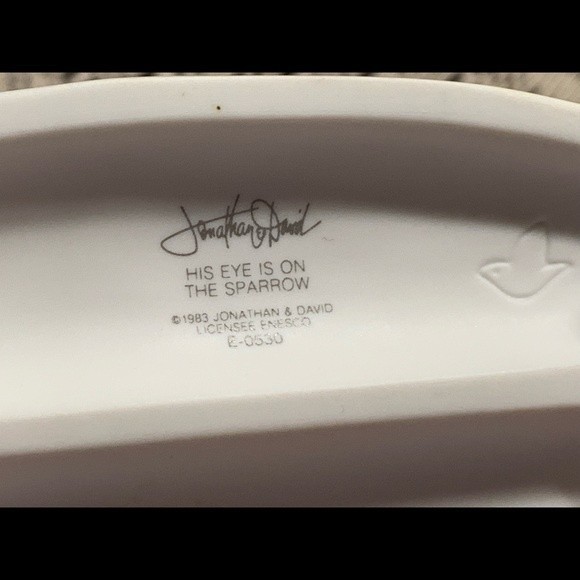 Jonathan & David
HIS EYE IS ON
THE SPARROW
©1983 JONATHAN & DAVID
LICENSEE ENESCO
E-0530